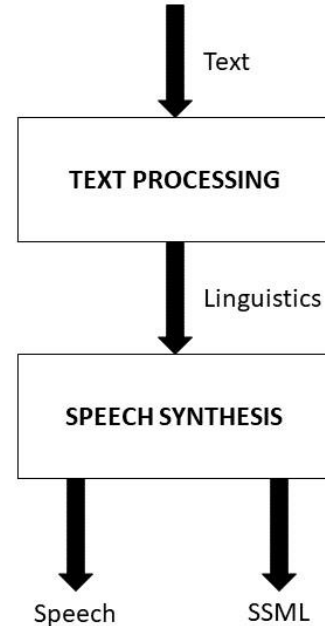 Text
TEXT PROCESSING
Linguistics
SPEECH SYNTHESIS
Speech
SSML